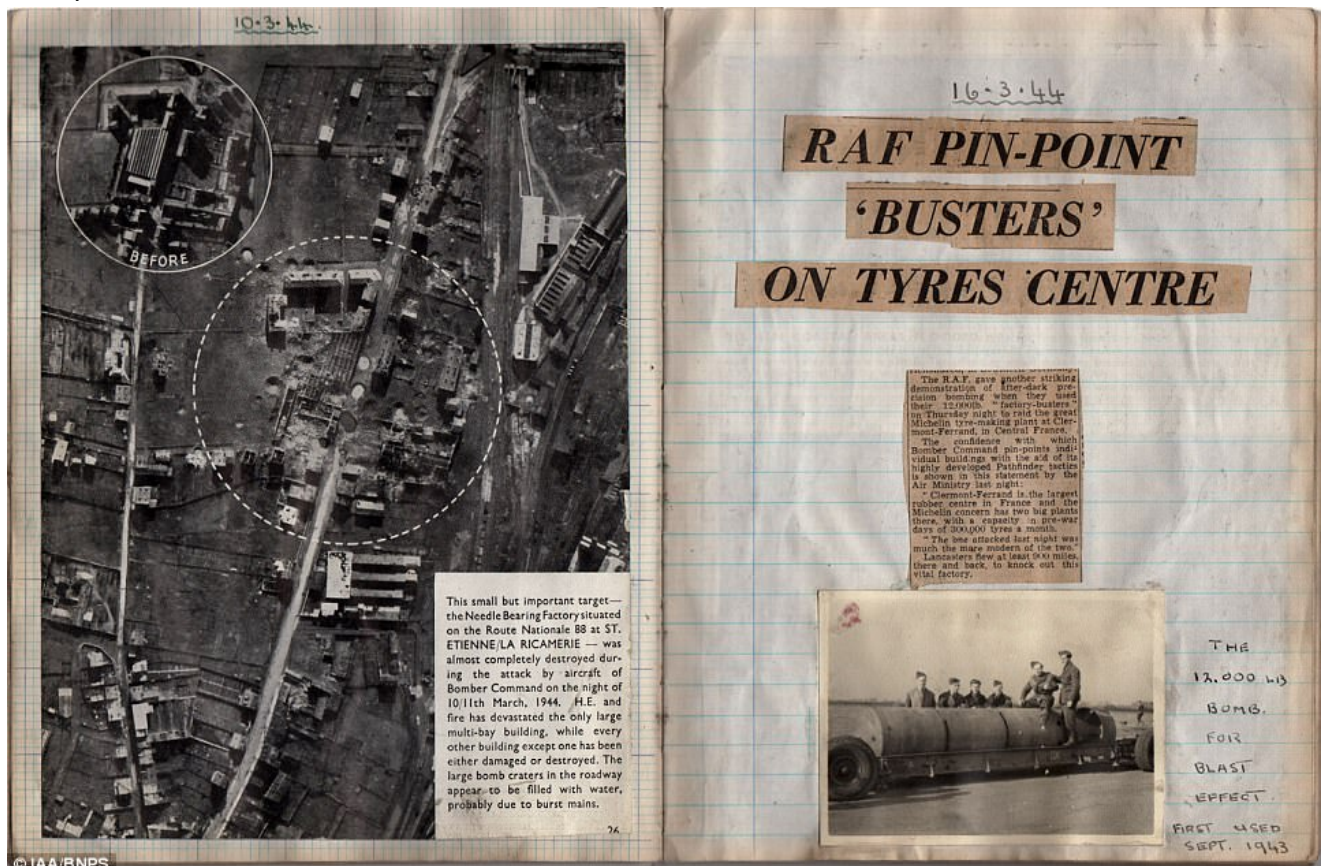 10.3.44.
BEFORE
This small but important target—
the Needle Bearing Factory situated
on the Route Nationale 88 at ST.
ETIENNE/LA RICAMERIE — was
almost completely destroyed dur-
ing the attack by aircraft of
Bomber Command on the night of
10/11th March, 1944. H.E. and
fire has devastated the only large
multi-bay building, while every
other building except one has been
either damaged or destroyed. The
large bomb craters in the roadway
appear to be filled with water,
probably due to burst mains.
26
© IAA/BNPS
16.3.44
RAF PIN-POINT
'BUSTERS'
ON TYRES CENTRE
The R.A.F. gave another striking
demonstration of after-dark pre-
cision bombing when they used
their 12,000lb. "factory-busters"
on Thursday night to raid the great
Michelin tyre-making plant at Cler-
mont-Ferrand, in Central France.
The confidence with which
Bomber Command pin-points indi-
vidual buildings with the aid of its
highly developed Pathfinder tactics
is shown in this statement by the
Air Ministry last night:
"Clermont-Ferrand is the largest
rubber centre in France and the
Michelin concern has two big plants
there, with a capacity in pre-war
days of 300,000 tyres a month.
"The one attacked last night was
much the more modern of the two."
Lancasters flew at least 900 miles,
there and back, to knock out this
vital factory.
THE
12.000 LB
BOMB.
FOR
BLAST
EFFECT.
FIRST USED
SEPT. 1943